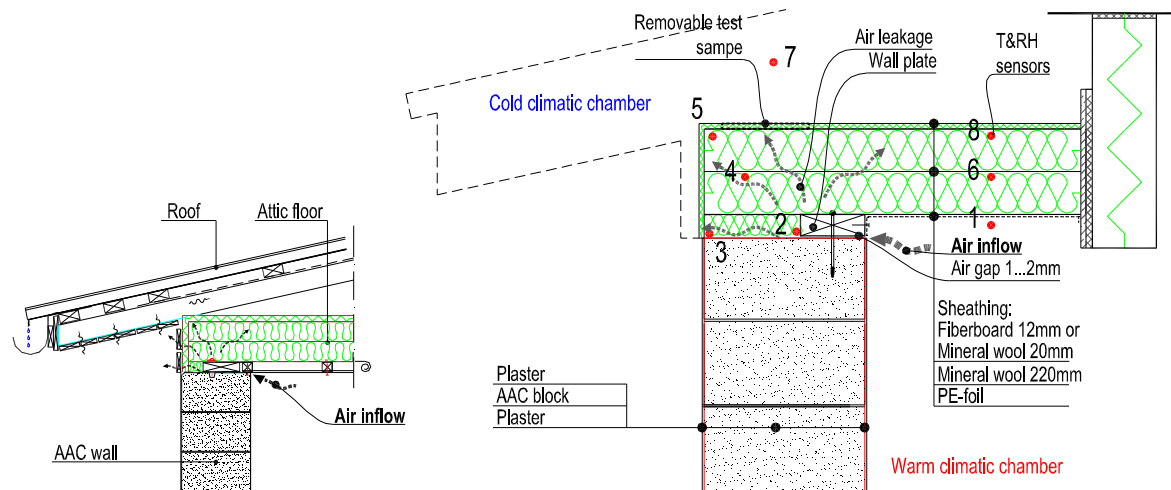 Roof
Attic floor
Air inflow
AAC wall
Removable test
sampe
7
Air leakage
Wall plate
T&RH
sensors
Cold climatic chamber
5
8
4
6
2
1
3
Air inflow
Air gap 1...2mm
Sheathing:
Fiberboard 12mm or
Mineral wool 20mm
Mineral wool 220mm
PE-foil
Plaster
AAC block
Plaster
Warm climatic chamber